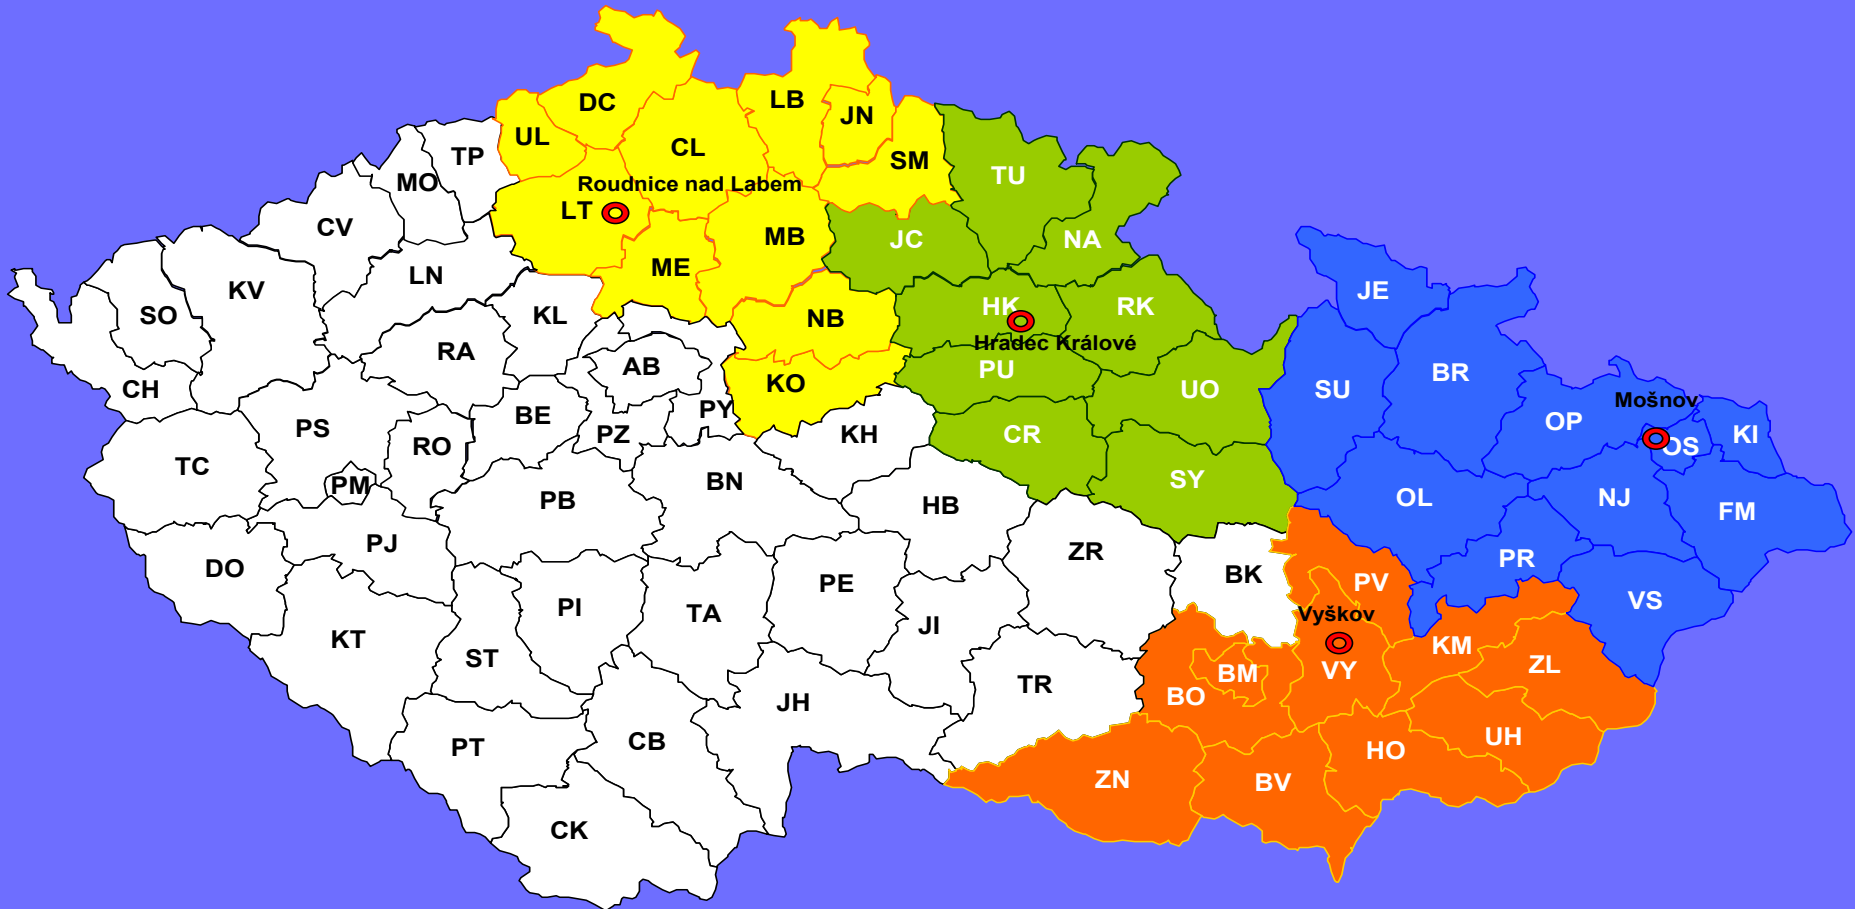 DC
LB
JN
UL
CL
TP
SM
MO
TU
Roudnice nad Labem
LT
CV
MB
JC
NA
ME
LN
KV
JE
SO
KL
NB
HK
RK
Hradec Králové
RA
AB
PU
BR
CH
KO
UO
SU
Mošnov
BE
PY
PS
PZ
KH
CR
OP
KI
RO
OS
TC
PM
BN
SY
PB
HB
OL
NJ
FM
PJ
ZR
DO
PE
BK
PV
PR
PI
TA
Vyškov
VS
KT
JI
ST
KM
TR
BM
VY
ZL
JH
BO
PT
CB
HO
UH
ZN
BV
CK